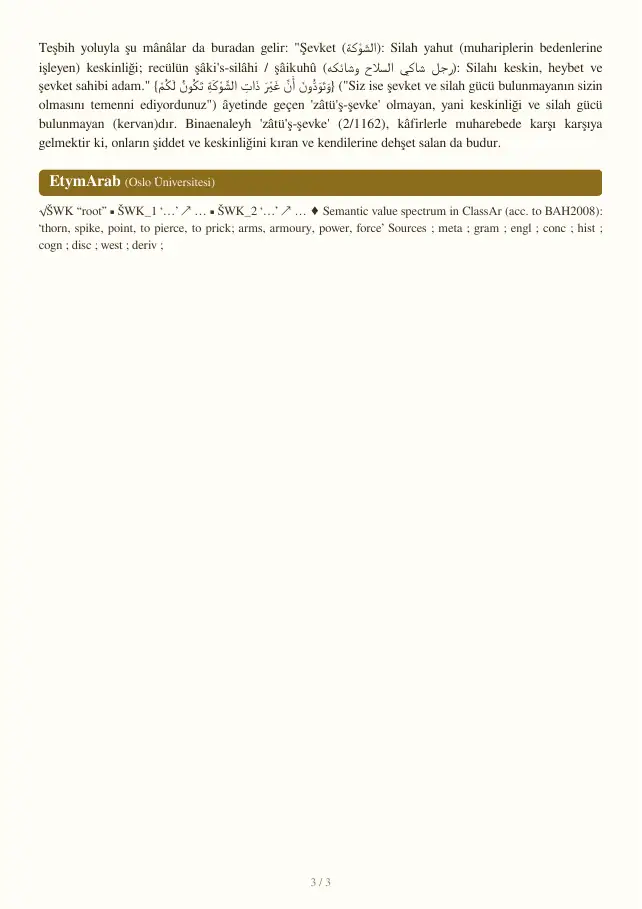 Teşbih yoluyla şu mânâlar da buradan gelir: "Şevket (الشَّوْكة): Silah yahut (muhariplerin bedenlerine
işleyen) keskinliği; recülün şâki's-silâhi / şâikuhû (رجل شاكي السلاح وشائكه): Silahı keskin, heybet ve
şevket sahibi adam." {وَتَوَدُّونَ أَنَّ غَيْرَ ذَاتِ الشَّوْكَةِ تَكُونُ لَكُمْ} ("Siz ise şevket ve silah gücü bulunmayanın sizin
olmasını temenni ediyordunuz") âyetinde geçen 'zâtü'ş-şevke' olmayan, yani keskinliği ve silah gücü
bulunmayan (kervan)dır. Binaenaleyh 'zâtü'ş-şevke' (2/1162), kâfirlerle muharebede karşı karşıya
gelmektir ki, onların şiddet ve keskinliğini kıran ve kendilerine dehşet salan da budur.
EtymArab (Oslo Üniversitesi)
√ŠWK “root” ▪ ŠWK_1 ‘…’ ↗ … ▪ ŠWK_2 ‘…’ ↗ … ♦ Semantic value spectrum in ClassAr (acc. to BAH2008):
‘thorn, spike, point, to pierce, to prick; arms, armoury, power, force’ Sources ; meta ; gram ; engl ; conc ; hist ;
cogn ; disc ; west ; deriv ;
3 / 3